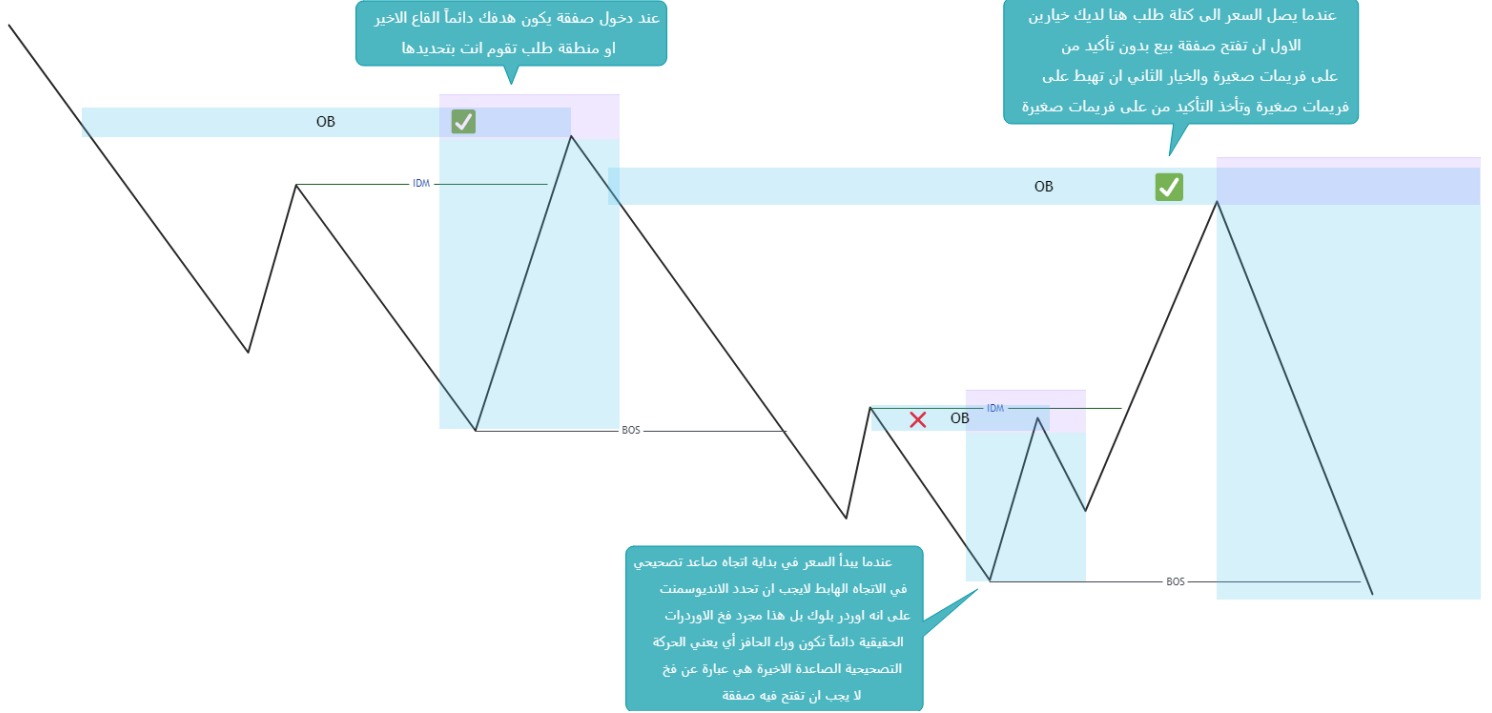 عند دخول صفقة يكون هدفك دائماً القاع الاخير
او منطقة طلب تقوم انت بتحديدها
عندما يصل السعر الى كتلة طلب هنا لديك خيارين
الاول ان تفتح صفقة بيع بدون تأكيد من
على فريمات صغيرة والخيار الثاني ان تهبط على
فريمات صغيرة وتأخذ التأكيد من على فريمات صغيرة
OB
IDM
OB
BOS
IDM
OB
عندما يبدأ السعر في بداية اتجاه صاعد تصحيحي
في الاتجاه الهابط لايجب ان تحدد الانديوسمنت
على انه اوردر بلوك بل هذا مجرد فخ الاوردرات
الحقيقية دائماً تكون وراء الحافز أي يعني الحركة
التصحيحية الصاعدة الاخيرة هي عبارة عن فخ
لا يجب ان تفتح فيه صفقة
BOS